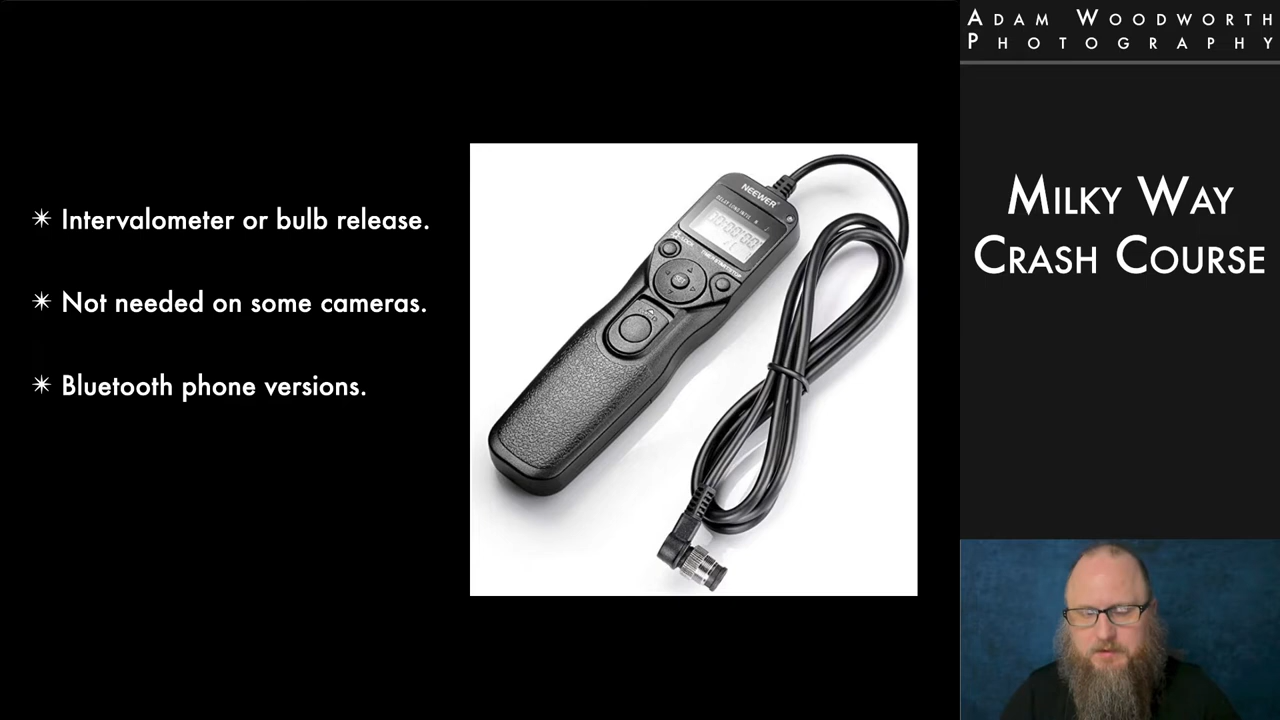 ADAM WOODWORTH
PHOTOGRAPHY
MILKY WAY
CRASH COURSE
✴ Intervalometer or bulb release.
✴ Not needed on some cameras.
✴ Bluetooth phone versions.
NEEWER
SET